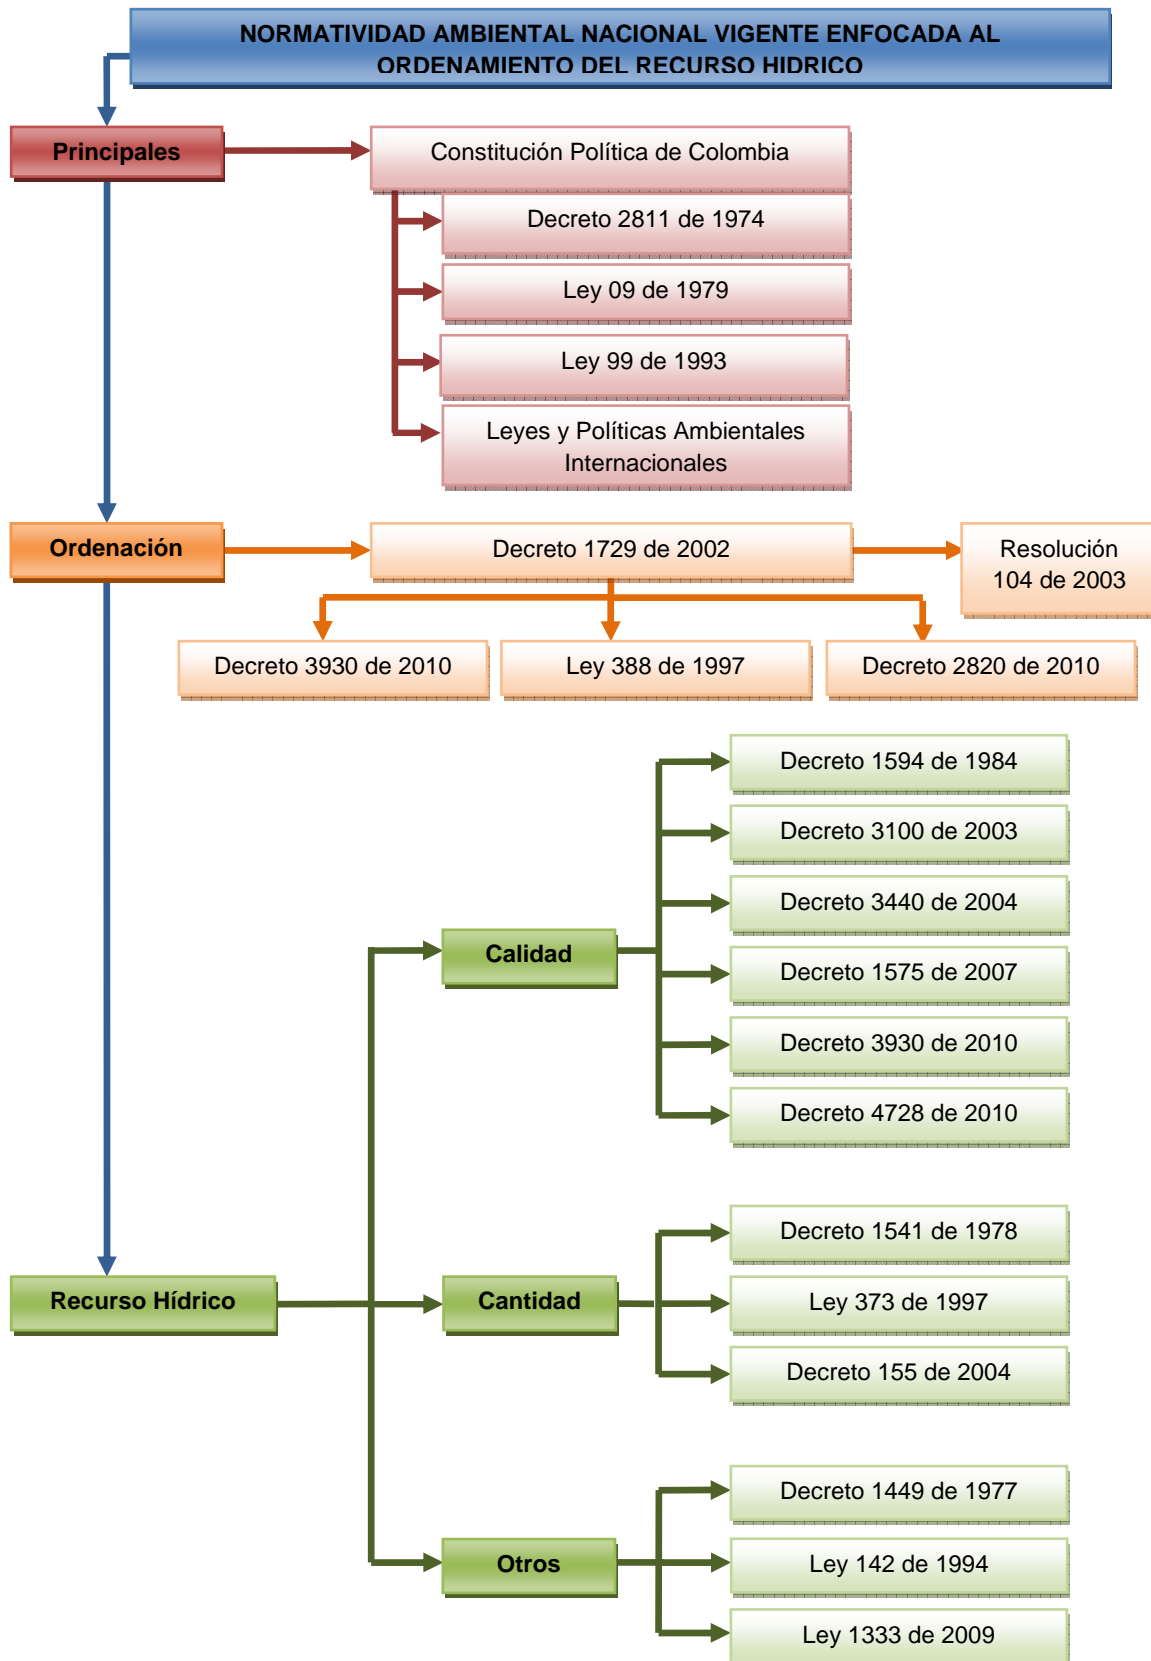 NORMATIVIDAD AMBIENTAL NACIONAL VIGENTE ENFOCADA AL
ORDENAMIENTO DEL RECURSO HIDRICO
Principales
Constitución Política de Colombia
Decreto 2811 de 1974
Ley 09 de 1979
Ley 99 de 1993
Leyes y Políticas Ambientales
Internacionales
Ordenación
Decreto 1729 de 2002
Resolución
104 de 2003
Decreto 3930 de 2010
Ley 388 de 1997
Decreto 2820 de 2010
Recurso Hídrico
Calidad
Decreto 1594 de 1984
Decreto 3100 de 2003
Decreto 3440 de 2004
Decreto 1575 de 2007
Decreto 3930 de 2010
Decreto 4728 de 2010
Cantidad
Decreto 1541 de 1978
Ley 373 de 1997
Decreto 155 de 2004
Otros
Decreto 1449 de 1977
Ley 142 de 1994
Ley 1333 de 2009